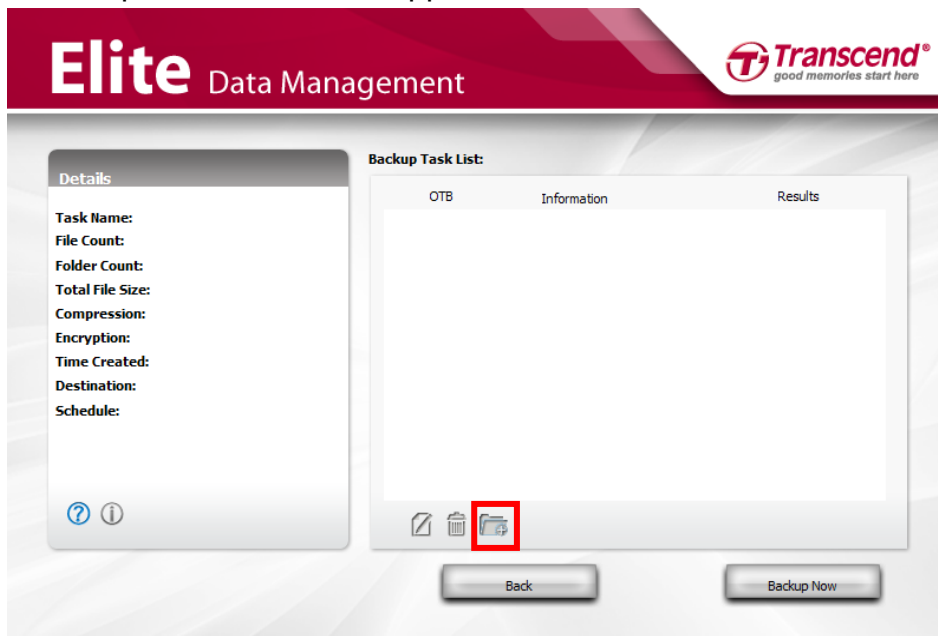 Elite Data Management
Transcend®
good memories start here
Details
Task Name:
File Count:
Folder Count:
Total File Size:
Compression:
Encryption:
Time Created:
Destination:
Schedule:
Backup Task List:
OTB Information Results
Back
Backup Now